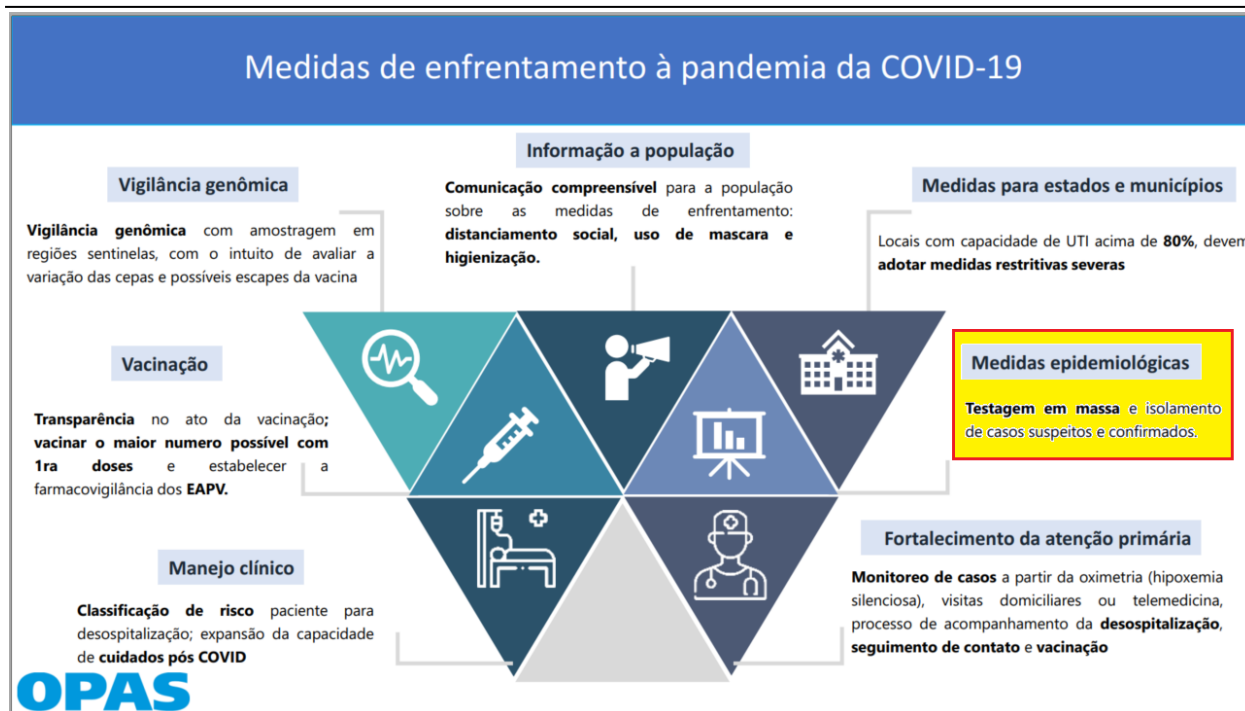 Medidas de enfrentamento à pandemia da COVID-19
Informação a população
Comunicação compreensível para a população
sobre as medidas de enfrentamento:
distanciamento social, uso de mascara e
higienização.
Vigilância genômica
Vigilância genômica com amostragem em
regiões sentinelas, com o intuito de avaliar a
variação das cepas e possíveis escapes da vacina
Medidas para estados e municípios
Locais com capacidade de UTI acima de 80%, devem
adotar medidas restritivas severas
Vacinação
Transparência no ato da vacinação;
vacinar o maior numero possível com
1ra doses e estabelecer a
farmacovigilância dos EAPV.
Medidas epidemiológicas
Testagem em massa e isolamento
de casos suspeitos e confirmados.
Manejo clínico
Classificação de risco paciente para
desospitalização; expansão da capacidade
de cuidados pós COVID
Fortalecimento da atenção primária
Monitoreo de casos a partir da oximetria (hipoxemia
silenciosa), visitas domiciliares ou telemedicina,
processo de acompanhamento da desospitalização,
seguimento de contato e vacinação
OPAS